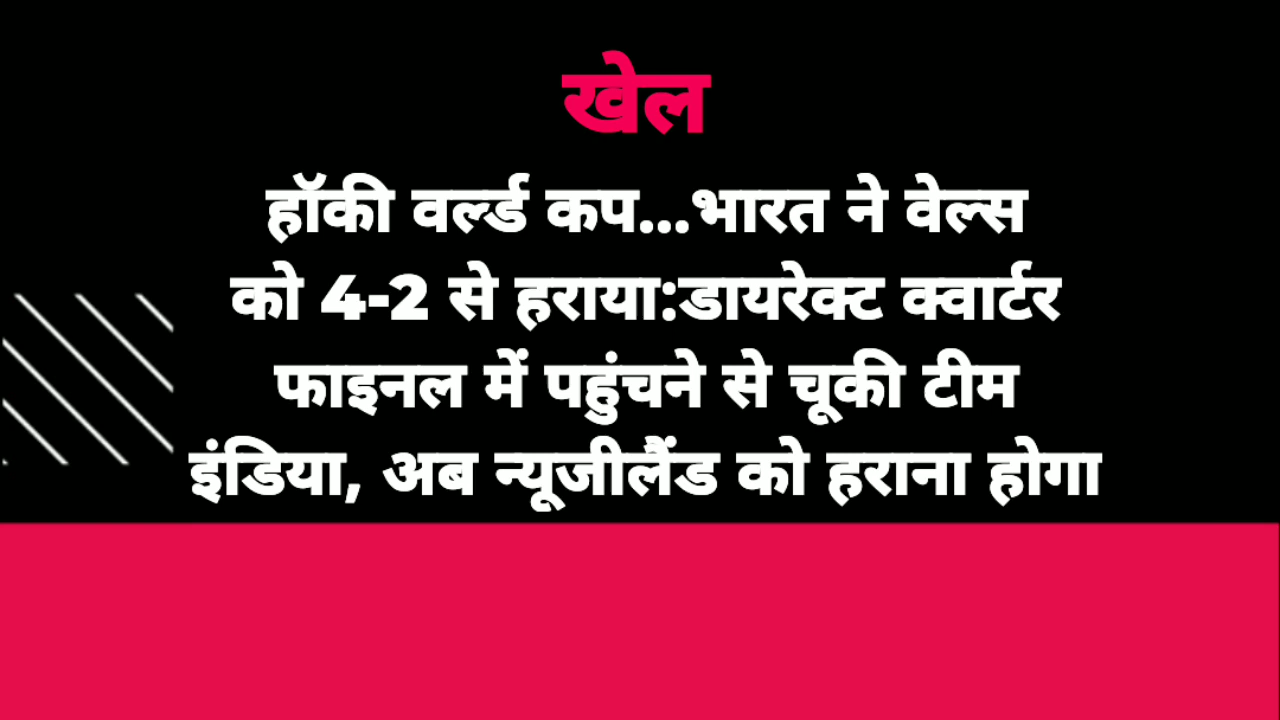 खेल
हॉकी वर्ल्ड कप...भारत ने वेल्स
को 4-2 से हराया:डायरेक्ट क्वार्टर
फाइनल में पहुंचने से चूकी टीम
इंडिया, अब न्यूजीलैंड को हराना होगा